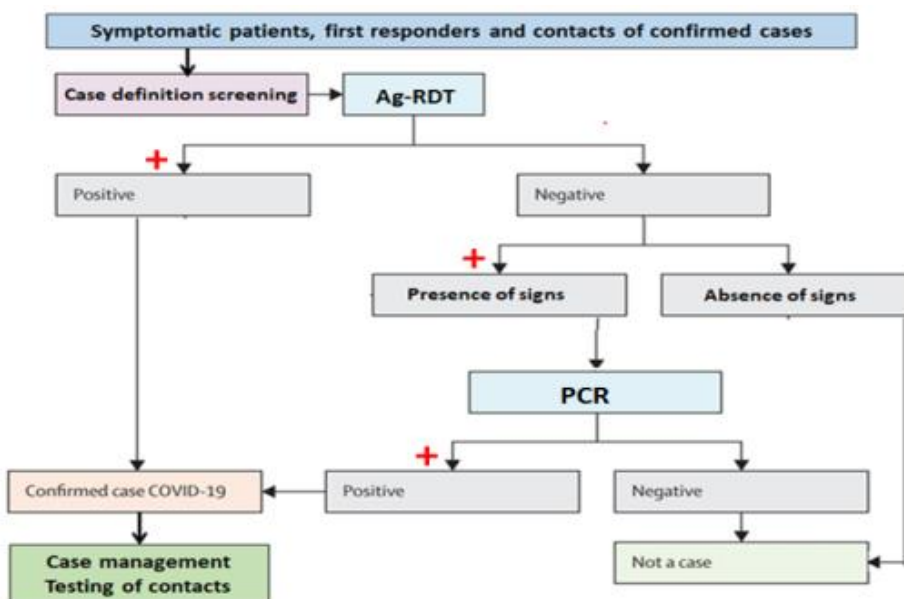 Symptomatic patients, first responders and contacts of confirmed cases
Case definition screening
Ag-RDT
+
Positive
Negative
+
Presence of signs
Absence of signs
PCR
+
Confirmed case COVID-19
Positive
Negative
Case management
Testing of contacts
Not a case